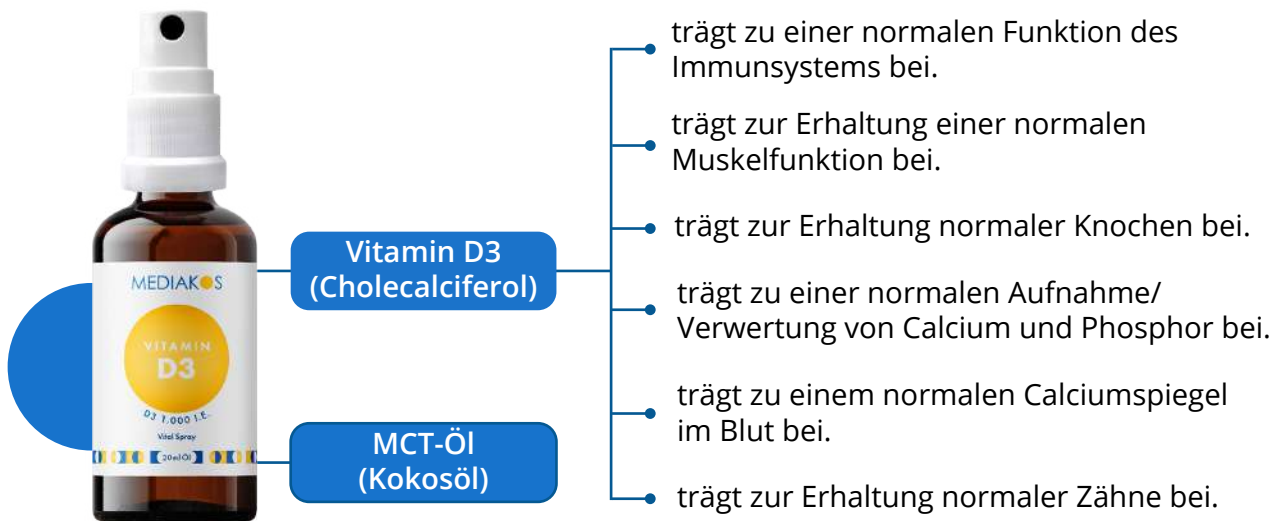 trägt zu einer normalen Funktion des
Immunsystems bei.
trägt zur Erhaltung einer normalen
Muskelfunktion bei.
Vitamin D3
(Cholecalciferol)
trägt zur Erhaltung normaler Knochen bei.
MEDIAKOS
VITAMIN
D3
D3 1.000 I.E.
Vital Spray
20ml Öl
trägt zu einer normalen Aufnahme/
Verwertung von Calcium und Phosphor bei.
trägt zu einem normalen Calciumspiegel
im Blut bei.
MCT-Öl
(Kokosöl)
trägt zur Erhaltung normaler Zähne bei.